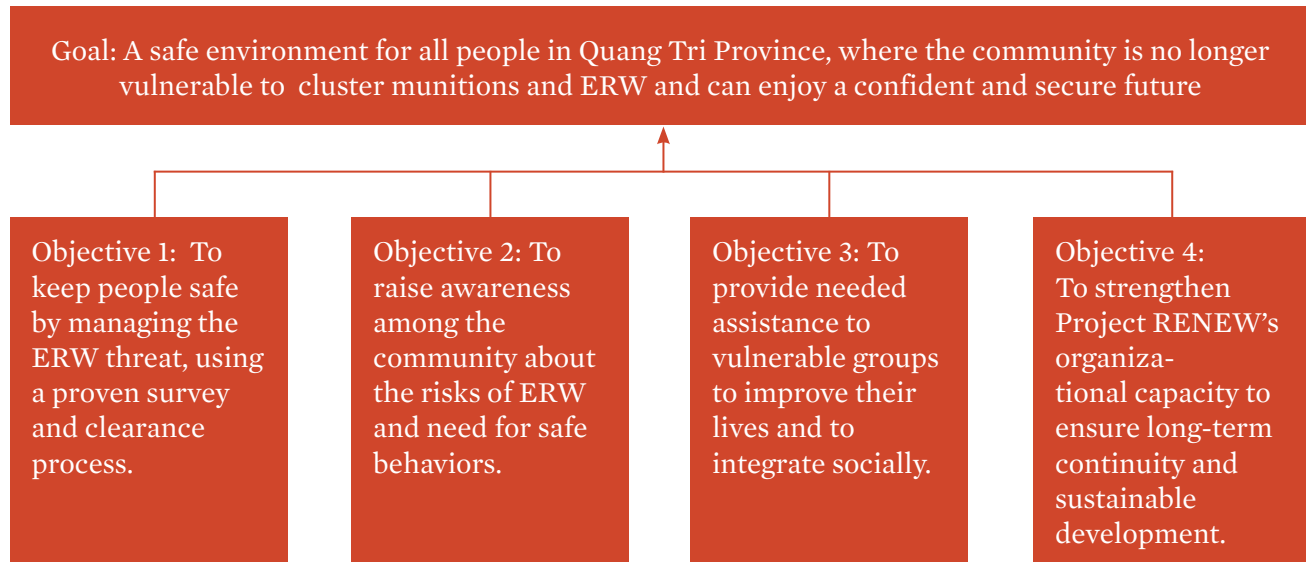 Goal: A safe environment for all people in Quang Tri Province, where the community is no longer
vulnerable to cluster munitions and ERW and can enjoy a confident and secure future
Objective 1: To
keep people safe
by managing the
ERW threat, using
a proven survey
and clearance
process.
Objective 2: To
raise awareness
among the
community about
the risks of ERW
and need for safe
behaviors.
Objective 3: To
provide needed
assistance to
vulnerable groups
to improve their
lives and to
integrate socially.
Objective 4:
To strengthen
Project RENEW’s
organiza-
tional capacity to
ensure long-term
continuity and
sustainable
development.